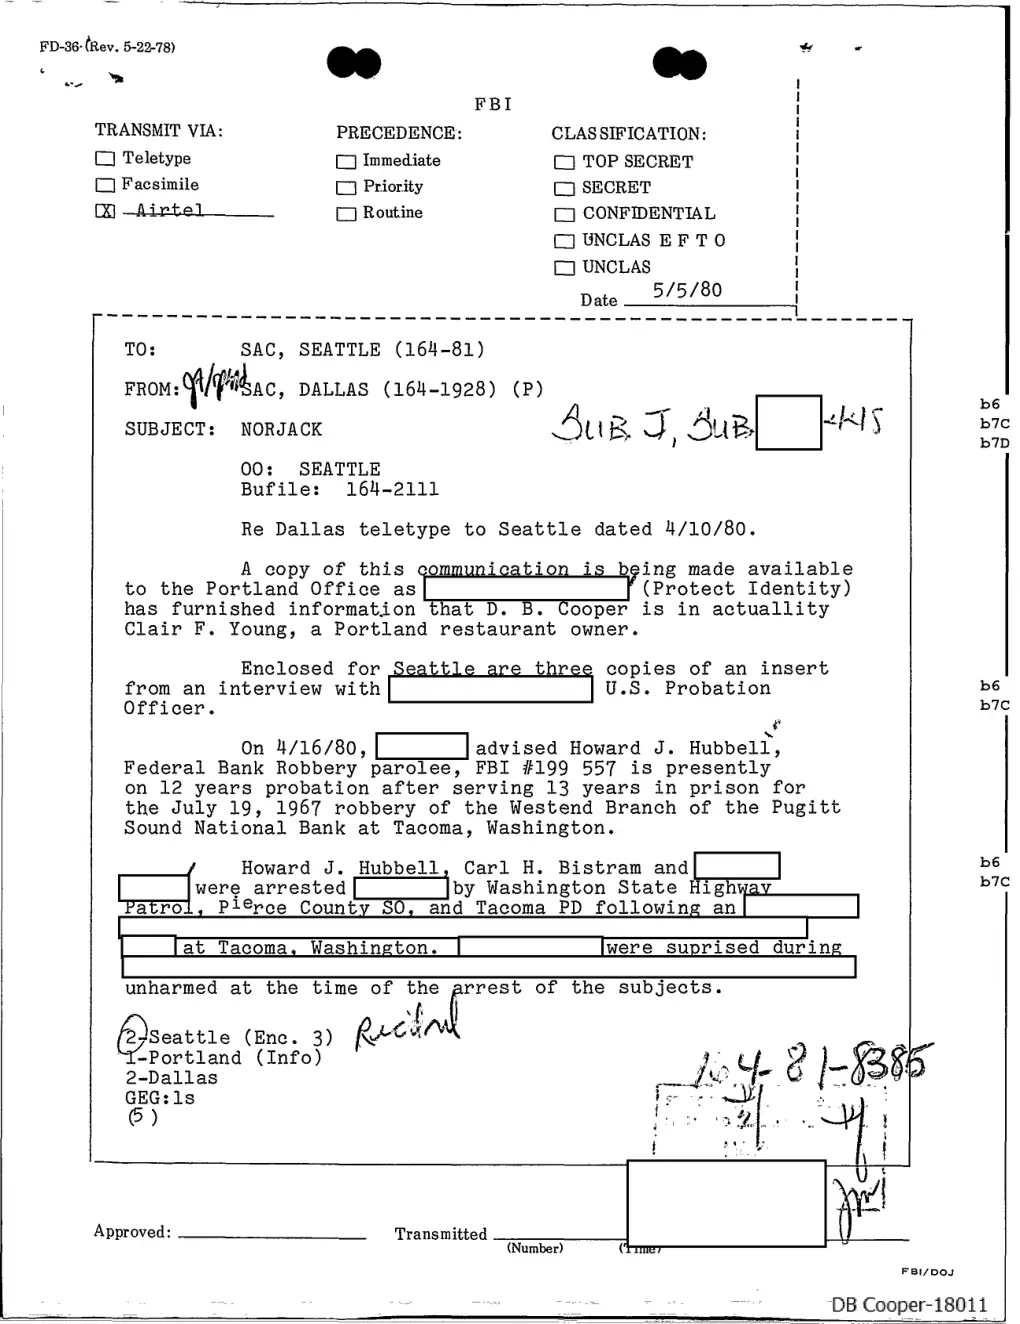 FD-36 (Rev. 5-22-78)
FBI
TRANSMIT VIA: PRECEDENCE: CLASSIFICATION:
Teletype Immediate TOP SECRET
Facsimile Priority SECRET
X Airtel Routine CONFIDENTIAL
UNCLAS E F T O
UNCLAS
Date 5/5/80
TO: SAC, SEATTLE (164-81)
FROM: SAC, DALLAS (164-1928) (P)
SUBJECT: NORJACK
SUB J, SUB
b6
b7C
b7D
OO: SEATTLE
Bufile: 164-2111
Re Dallas teletype to Seattle dated 4/10/80.
A copy of this communication is being made available
to the Portland Office as (Protect Identity)
has furnished information that D. B. Cooper is in actuallity
Clair F. Young, a Portland restaurant owner.
Enclosed for Seattle are three copies of an insert
from an interview with U.S. Probation
Officer.
b6
b7C
On 4/16/80, advised Howard J. Hubbell,
Federal Bank Robbery parolee, FBI #199 557 is presently
on 12 years probation after serving 13 years in prison for
the July 19, 1967 robbery of the Westend Branch of the Pugitt
Sound National Bank at Tacoma, Washington.
b6
b7C
Howard J. Hubbell, Carl H. Bistram and
were arrested by Washington State Highway
Patrol, Pierce County SO, and Tacoma PD following an
at Tacoma, Washington. were suprised during
unharmed at the time of the arrest of the subjects.
2-Seattle (Enc. 3)
1-Portland (Info)
2-Dallas
GEG:ls
(5)
164-81-8385
Approved: Transmitted
(Number) (Time)
FBI/DOJ
DB Cooper-18011